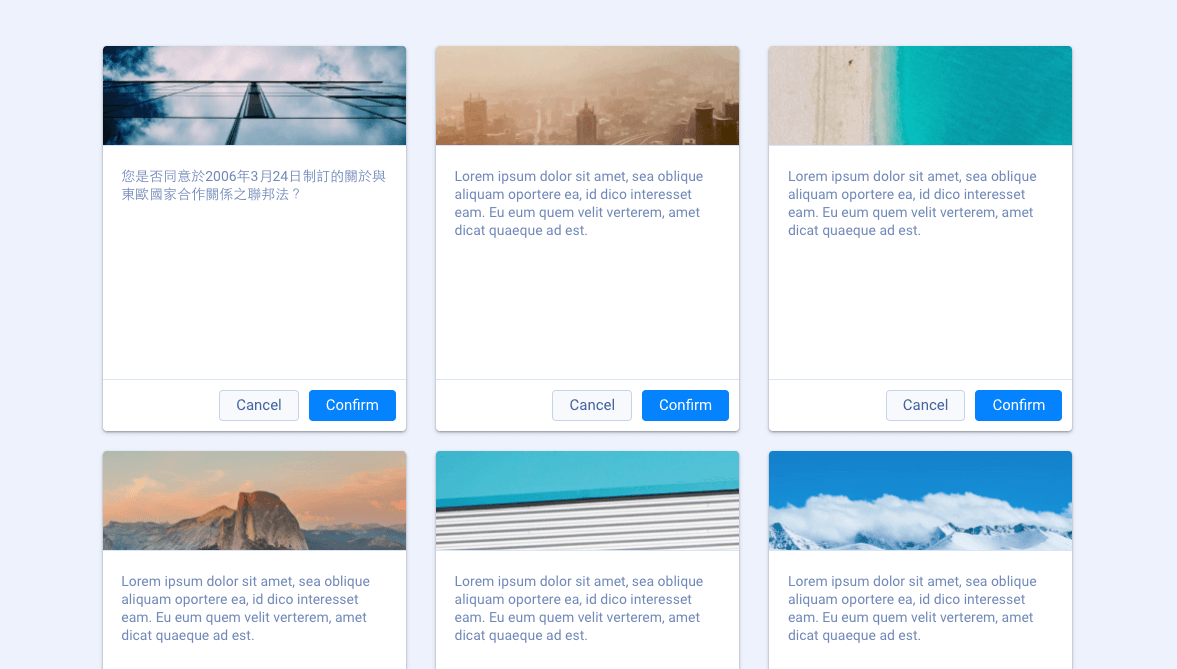 您是否同意於2006年3月24日制訂的關於與
東歐國家合作關係之聯邦法？
Cancel Confirm
Lorem ipsum dolor sit amet, sea oblique
aliquam oportere ea, id dico interesset
eam. Eu eum quem velit verterem, amet
dicat quaeque ad est.
Cancel Confirm
Lorem ipsum dolor sit amet, sea oblique
aliquam oportere ea, id dico interesset
eam. Eu eum quem velit verterem, amet
dicat quaeque ad est.
Cancel Confirm
Lorem ipsum dolor sit amet, sea oblique
aliquam oportere ea, id dico interesset
eam. Eu eum quem velit verterem, amet
dicat quaeque ad est.
Lorem ipsum dolor sit amet, sea oblique
aliquam oportere ea, id dico interesset
eam. Eu eum quem velit verterem, amet
dicat quaeque ad est.
Lorem ipsum dolor sit amet, sea oblique
aliquam oportere ea, id dico interesset
eam. Eu eum quem velit verterem, amet
dicat quaeque ad est.